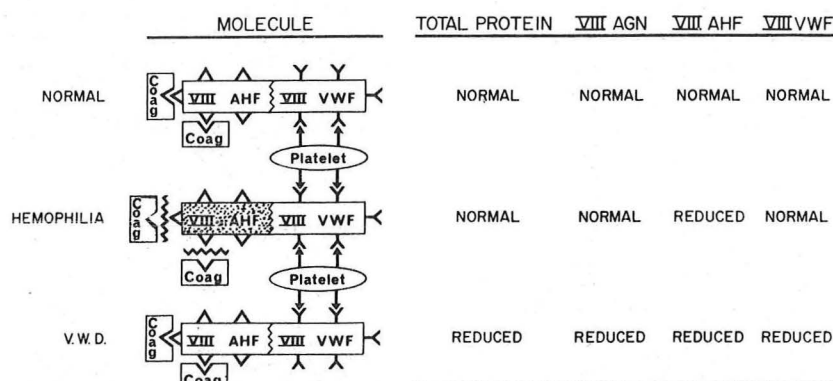 MOLECULE TOTAL PROTEIN VIII AGN VIII AHF VIII VWF
NORMAL Coag VIII AHF VIII VWF NORMAL NORMAL NORMAL NORMAL
Coag
Platelet
HEMOPHILIA Coag VIII AHF VIII VWF NORMAL NORMAL REDUCED NORMAL
Coag
Platelet
V.W.D. Coag VIII AHF VIII VWF REDUCED REDUCED REDUCED REDUCED
Coag